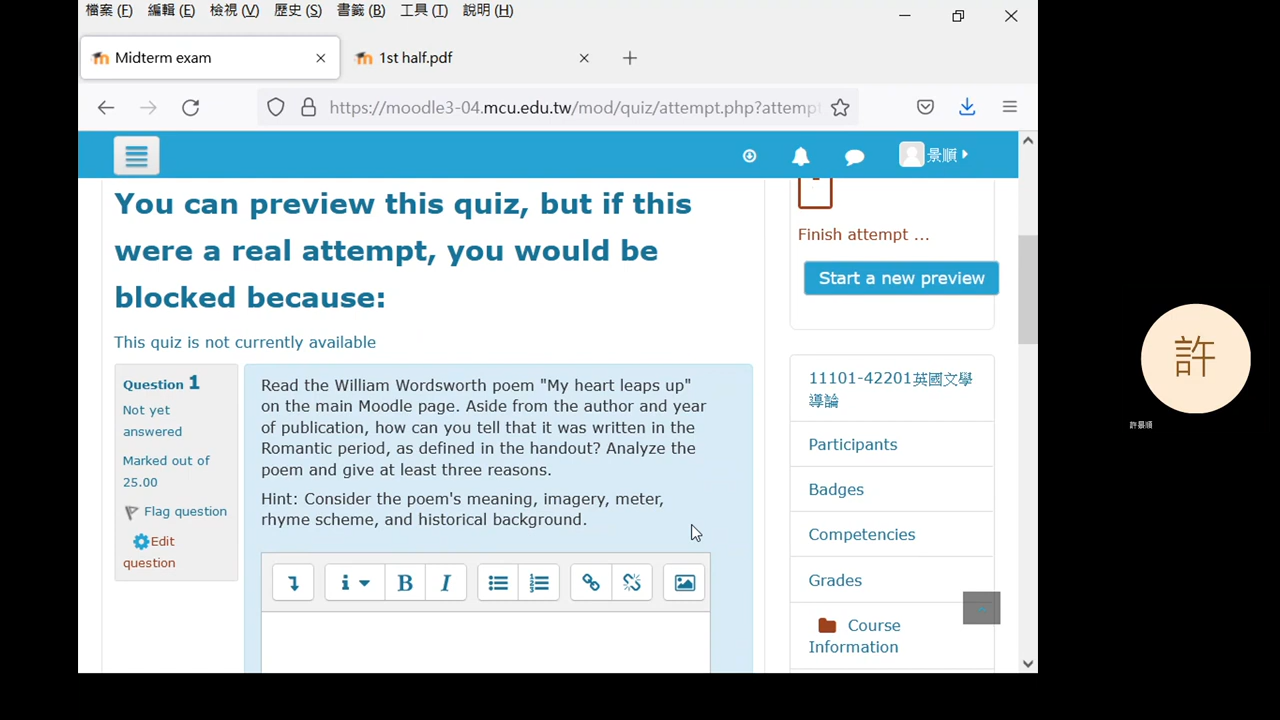 檔案 (F) 編輯 (E) 檢視 (V) 歷史 (S) 書籤 (B) 工具 (T) 說明 (H)
Midterm exam
1st half.pdf
https://moodle3-04.mcu.edu.tw/mod/quiz/attempt.php?attempt
景順
You can preview this quiz, but if this
were a real attempt, you would be
blocked because:
This quiz is not currently available
Question 1
Not yet
answered
Marked out of
25.00
Flag question
Edit
question
Read the William Wordsworth poem "My heart leaps up"
on the main Moodle page. Aside from the author and year
of publication, how can you tell that it was written in the
Romantic period, as defined in the handout? Analyze the
poem and give at least three reasons.
Hint: Consider the poem's meaning, imagery, meter,
rhyme scheme, and historical background.
Finish attempt ...
Start a new preview
11101-42201英國文學
導論
Participants
Badges
Competencies
Grades
Course
Information
許
許景順